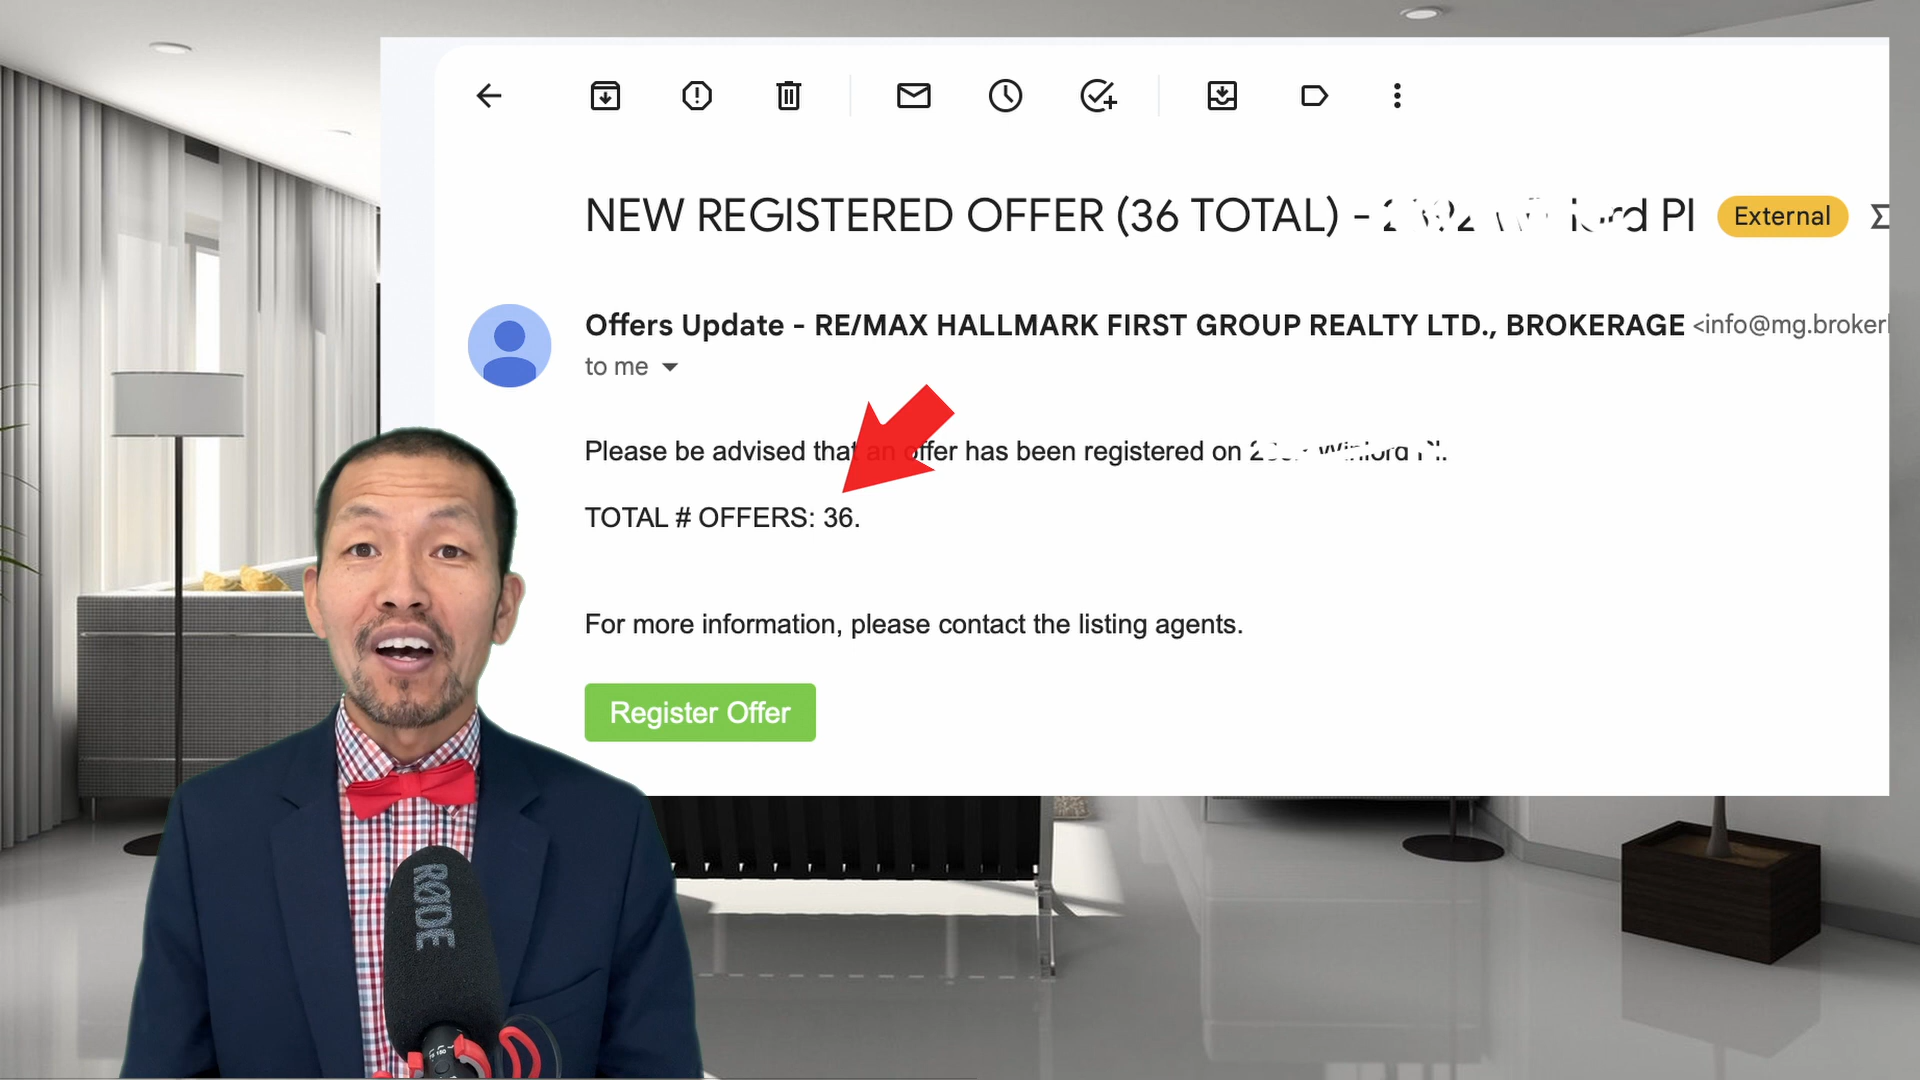 NEW REGISTERED OFFER (36 TOTAL) - Pl External
Offers Update - RE/MAX HALLMARK FIRST GROUP REALTY LTD., BROKERAGE <info@mg.broker
to me
Please be advised that an offer has been registered on
TOTAL # OFFERS: 36.
For more information, please contact the listing agents.
Register Offer
RØDE